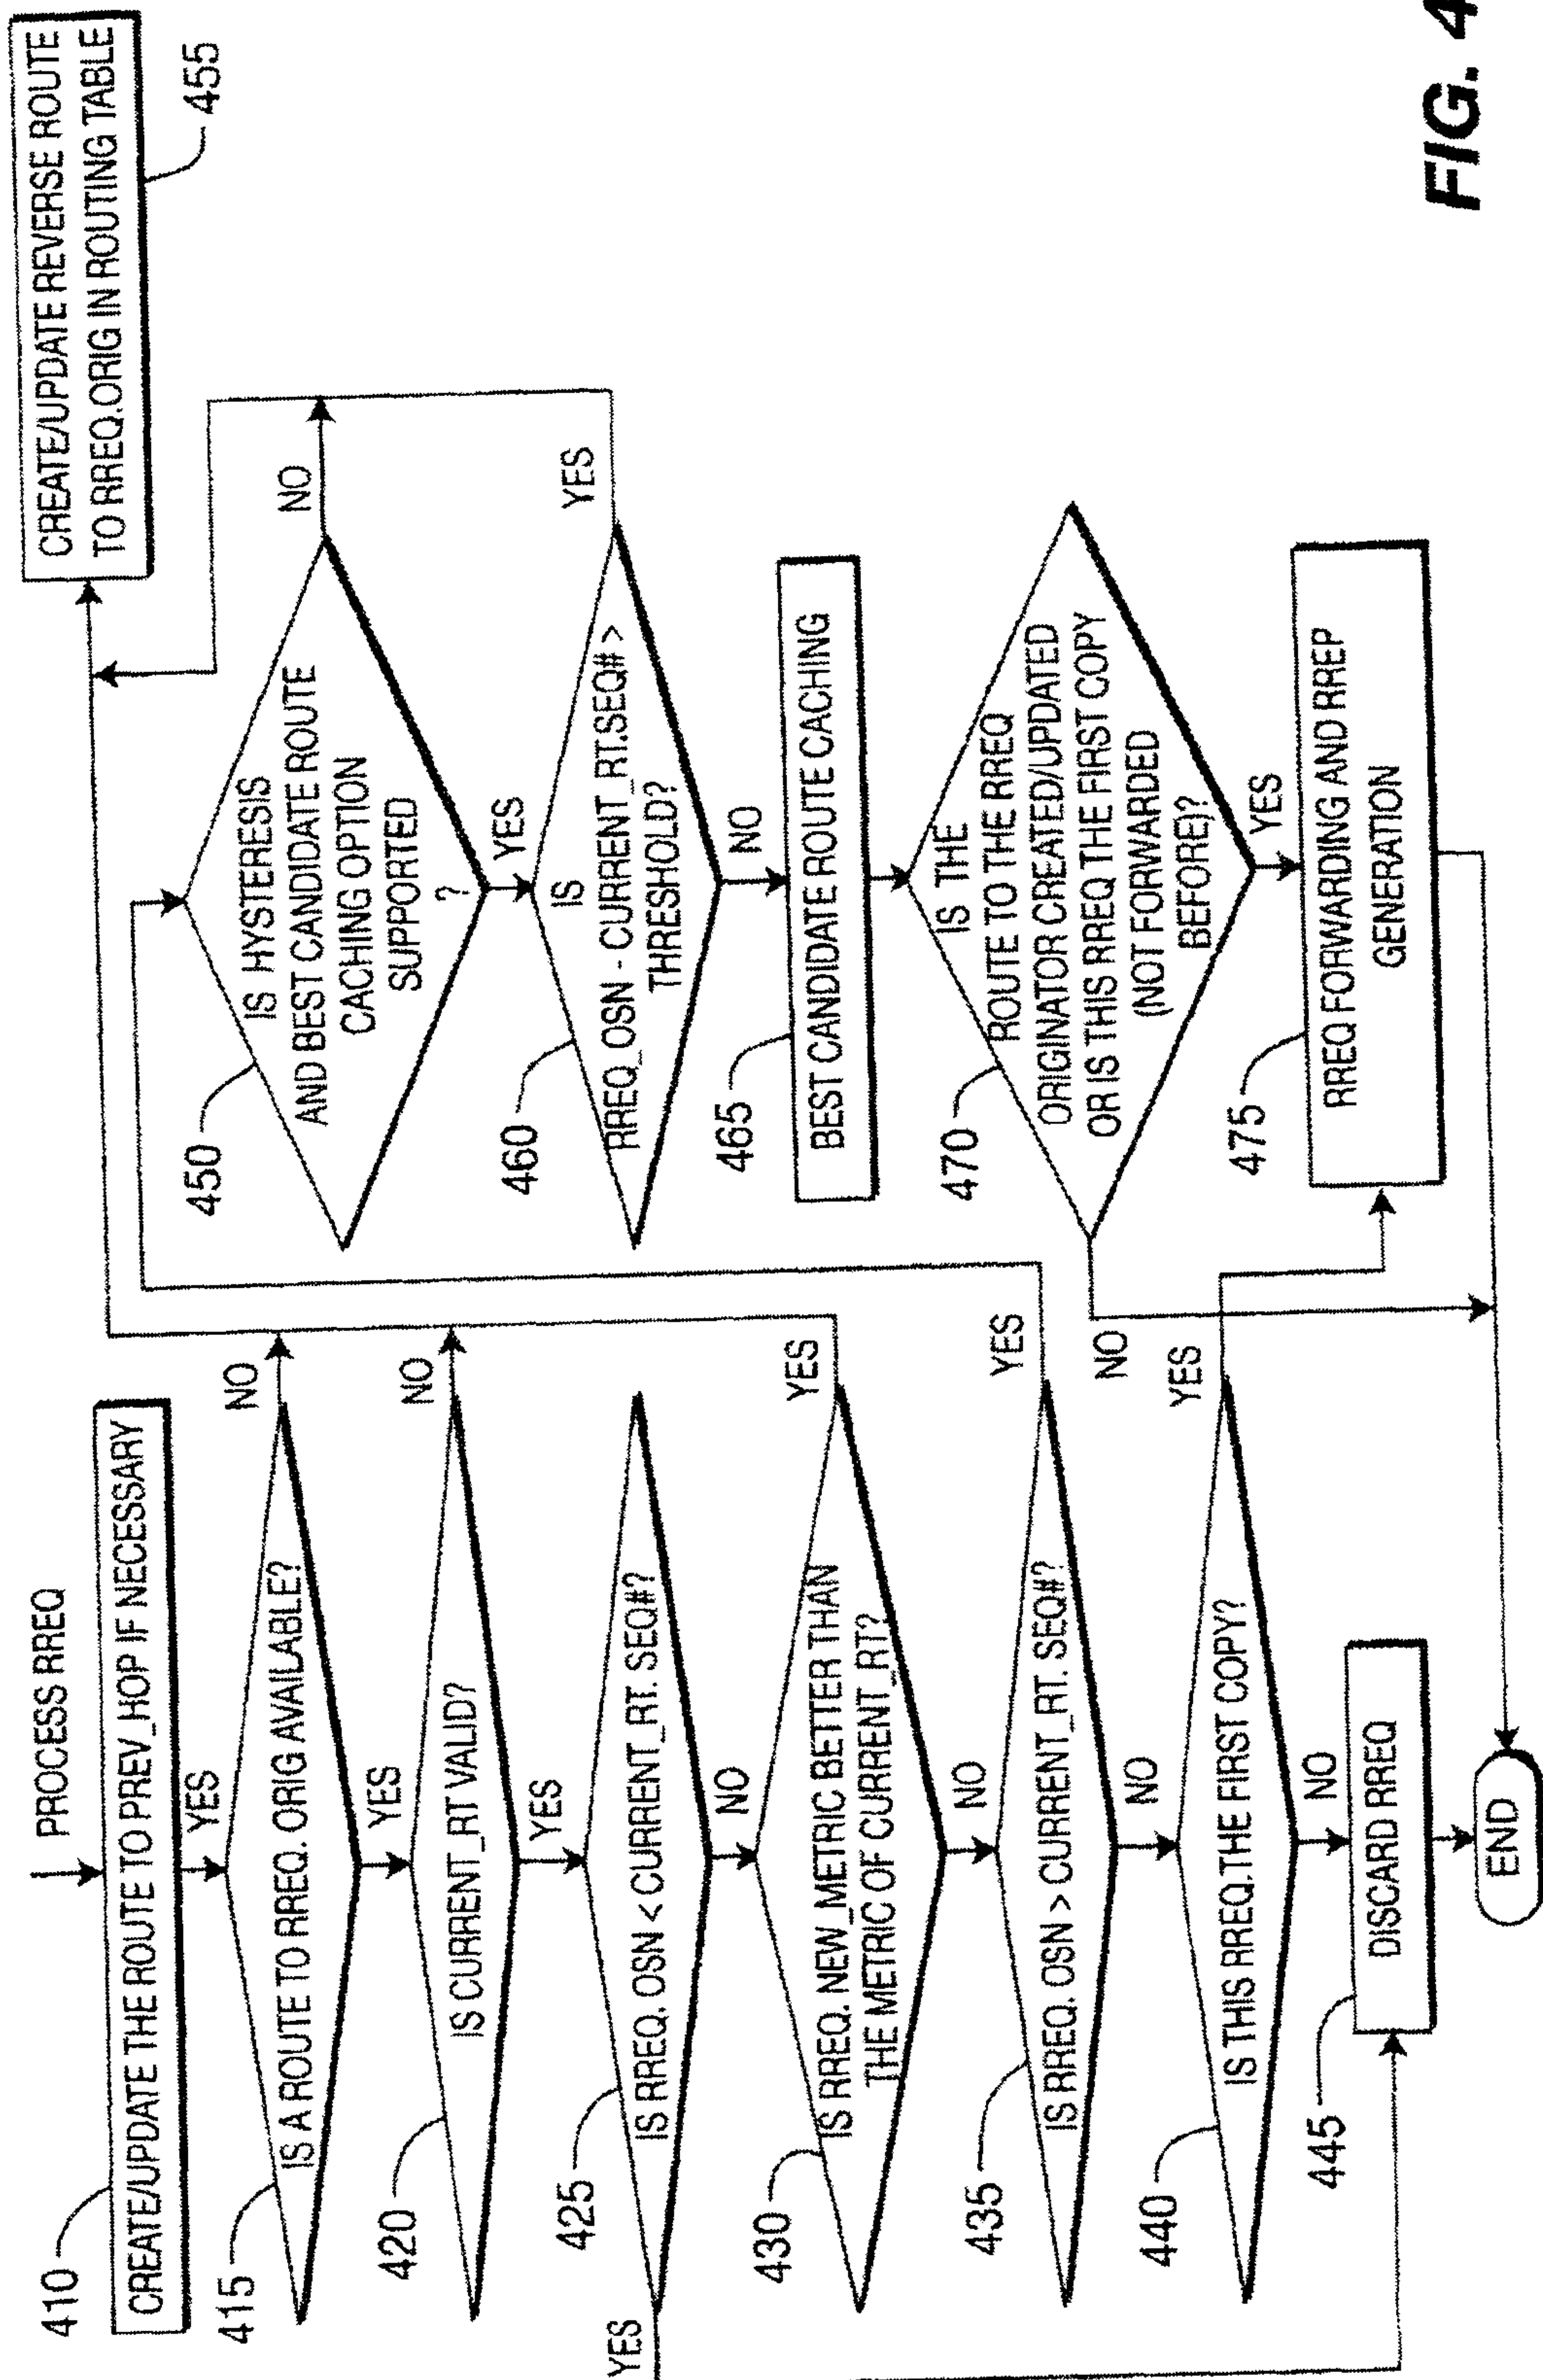 PROCESS RREQ
410
CREATE/UPDATE THE ROUTE TO PREV_HOP IF NECESSARY
YES
415
IS A ROUTE TO RREQ. ORIG AVAILABLE?
NO
YES
420
IS CURRENT_RT VALID?
NO
YES
425
IS RREQ. OSN < CURRENT_RT. SEQ#?
YES
NO
430
IS RREQ. NEW_METRIC BETTER THAN
THE METRIC OF CURRENT_RT?
YES
NO
435
IS RREQ. OSN > CURRENT_RT. SEQ#?
YES
NO
440
IS THIS RREQ.THE FIRST COPY?
YES
NO
445
DISCARD RREQ
END
CREATE/UPDATE REVERSE ROUTE
TO RREQ.ORIG IN ROUTING TABLE
455
450
IS HYSTERESIS
AND BEST CANDIDATE ROUTE
CACHING OPTION
SUPPORTED
?
NO
YES
460
IS
RREQ_OSN - CURRENT_RT.SEQ# >
THRESHOLD?
YES
NO
465
BEST CANDIDATE ROUTE CACHING
470
IS THE
ROUTE TO THE RREQ
ORIGINATOR CREATED/UPDATED
OR IS THIS RREQ THE FIRST COPY
(NOT FORWARDED
BEFORE)?
NO
YES
475
RREQ FORWARDING AND RREP
GENERATION
FIG. 4